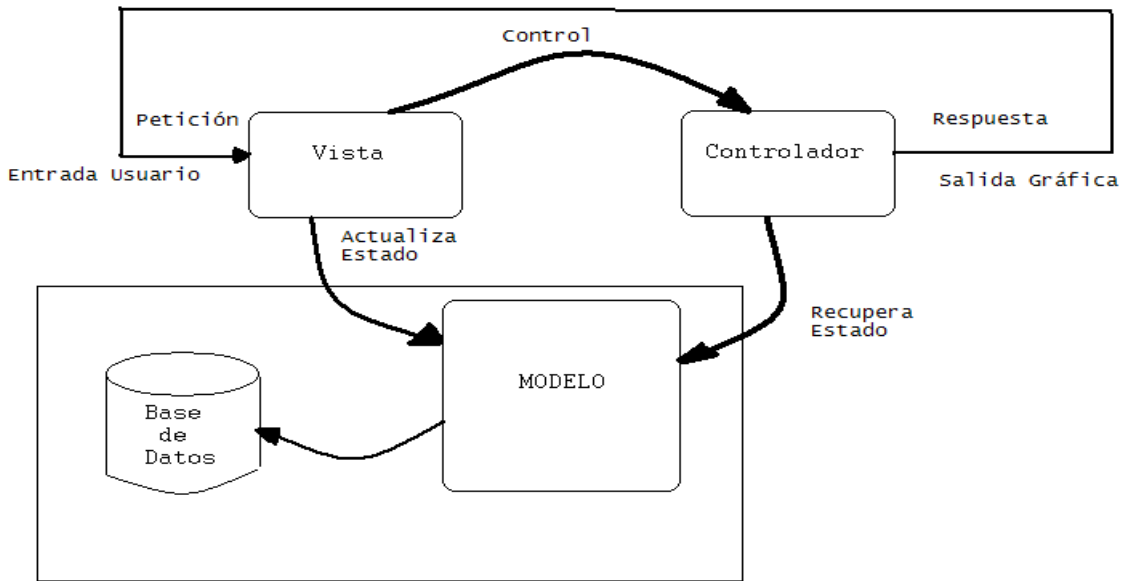 Control
Petición
Respuesta
Vista
Controlador
Entrada Usuario
Salida Gráfica
Actualiza
Estado
Recupera
Estado
MODELO
Base
de
Datos